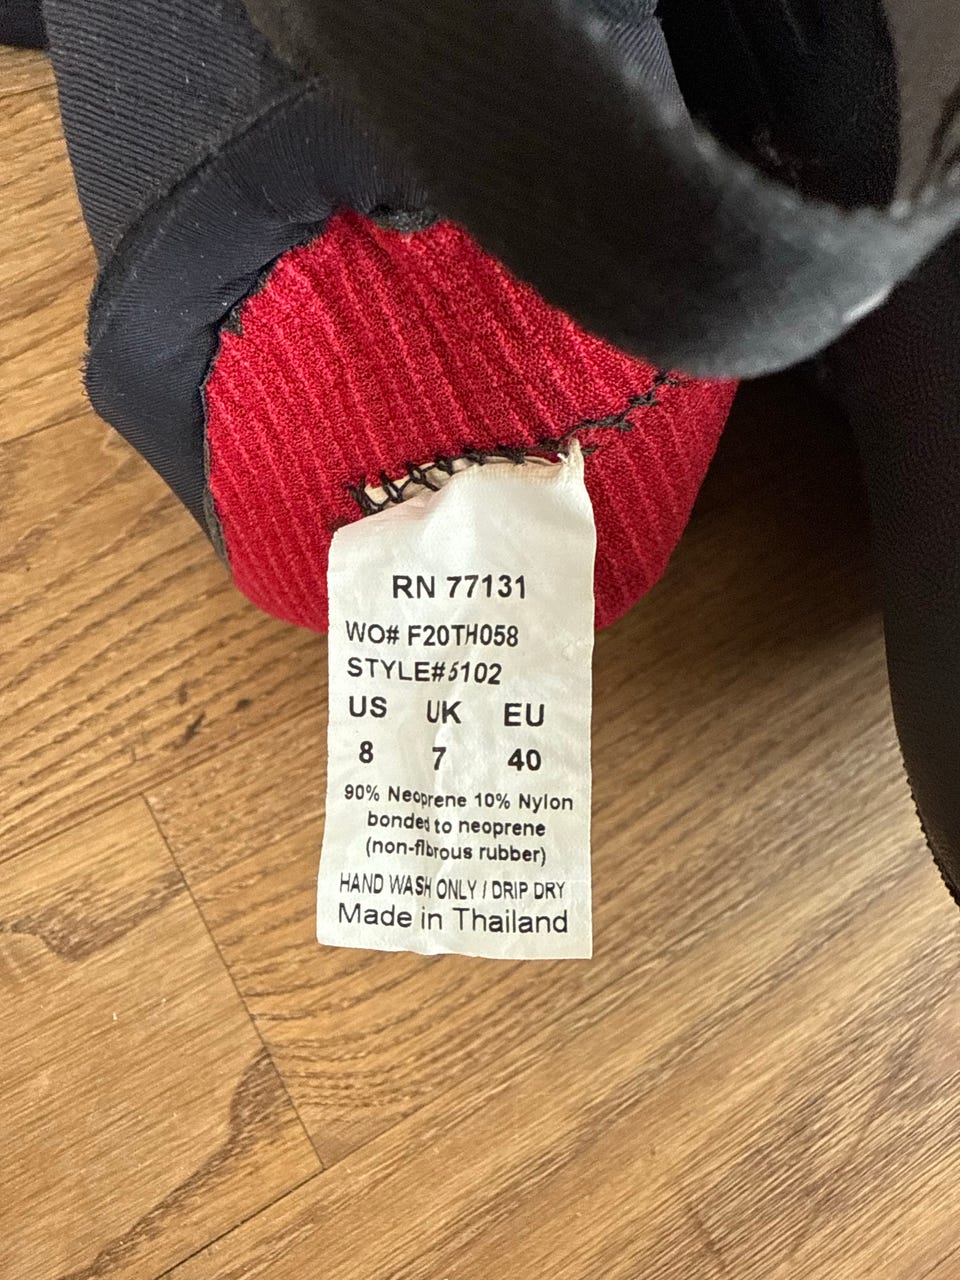 RN 77131
WO# F20TH058
STYLE#5102
US UK EU
8 7 40
90% Neoprene 10% Nylon
bonded to neoprene
(non-fibrous rubber)
HAND WASH ONLY / DRIP DRY
Made in Thailand